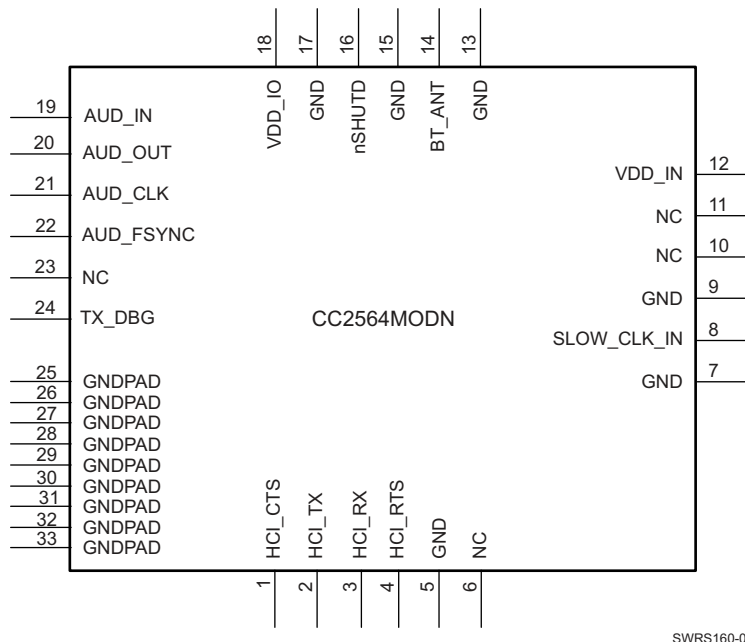 18
17
16
15
14
13
VDD_IO
GND
nSHUTD
GND
BT_ANT
GND
19 AUD_IN
20 AUD_OUT
21 AUD_CLK
22 AUD_FSYNC
23 NC
24 TX_DBG
25 GNDPAD
26 GNDPAD
27 GNDPAD
28 GNDPAD
29 GNDPAD
30 GNDPAD
31 GNDPAD
32 GNDPAD
33 GNDPAD
CC2564MODN
VDD_IN 12
NC 11
NC 10
GND 9
SLOW_CLK_IN 8
GND 7
HCI_CTS
HCI_TX
HCI_RX
HCI_RTS
GND
NC
1
2
3
4
5
6